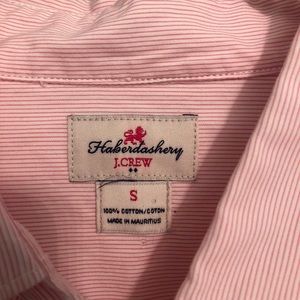 Haberdashery
J.CREW
S
100% COTTON/COTON
MADE IN MAURITIUS